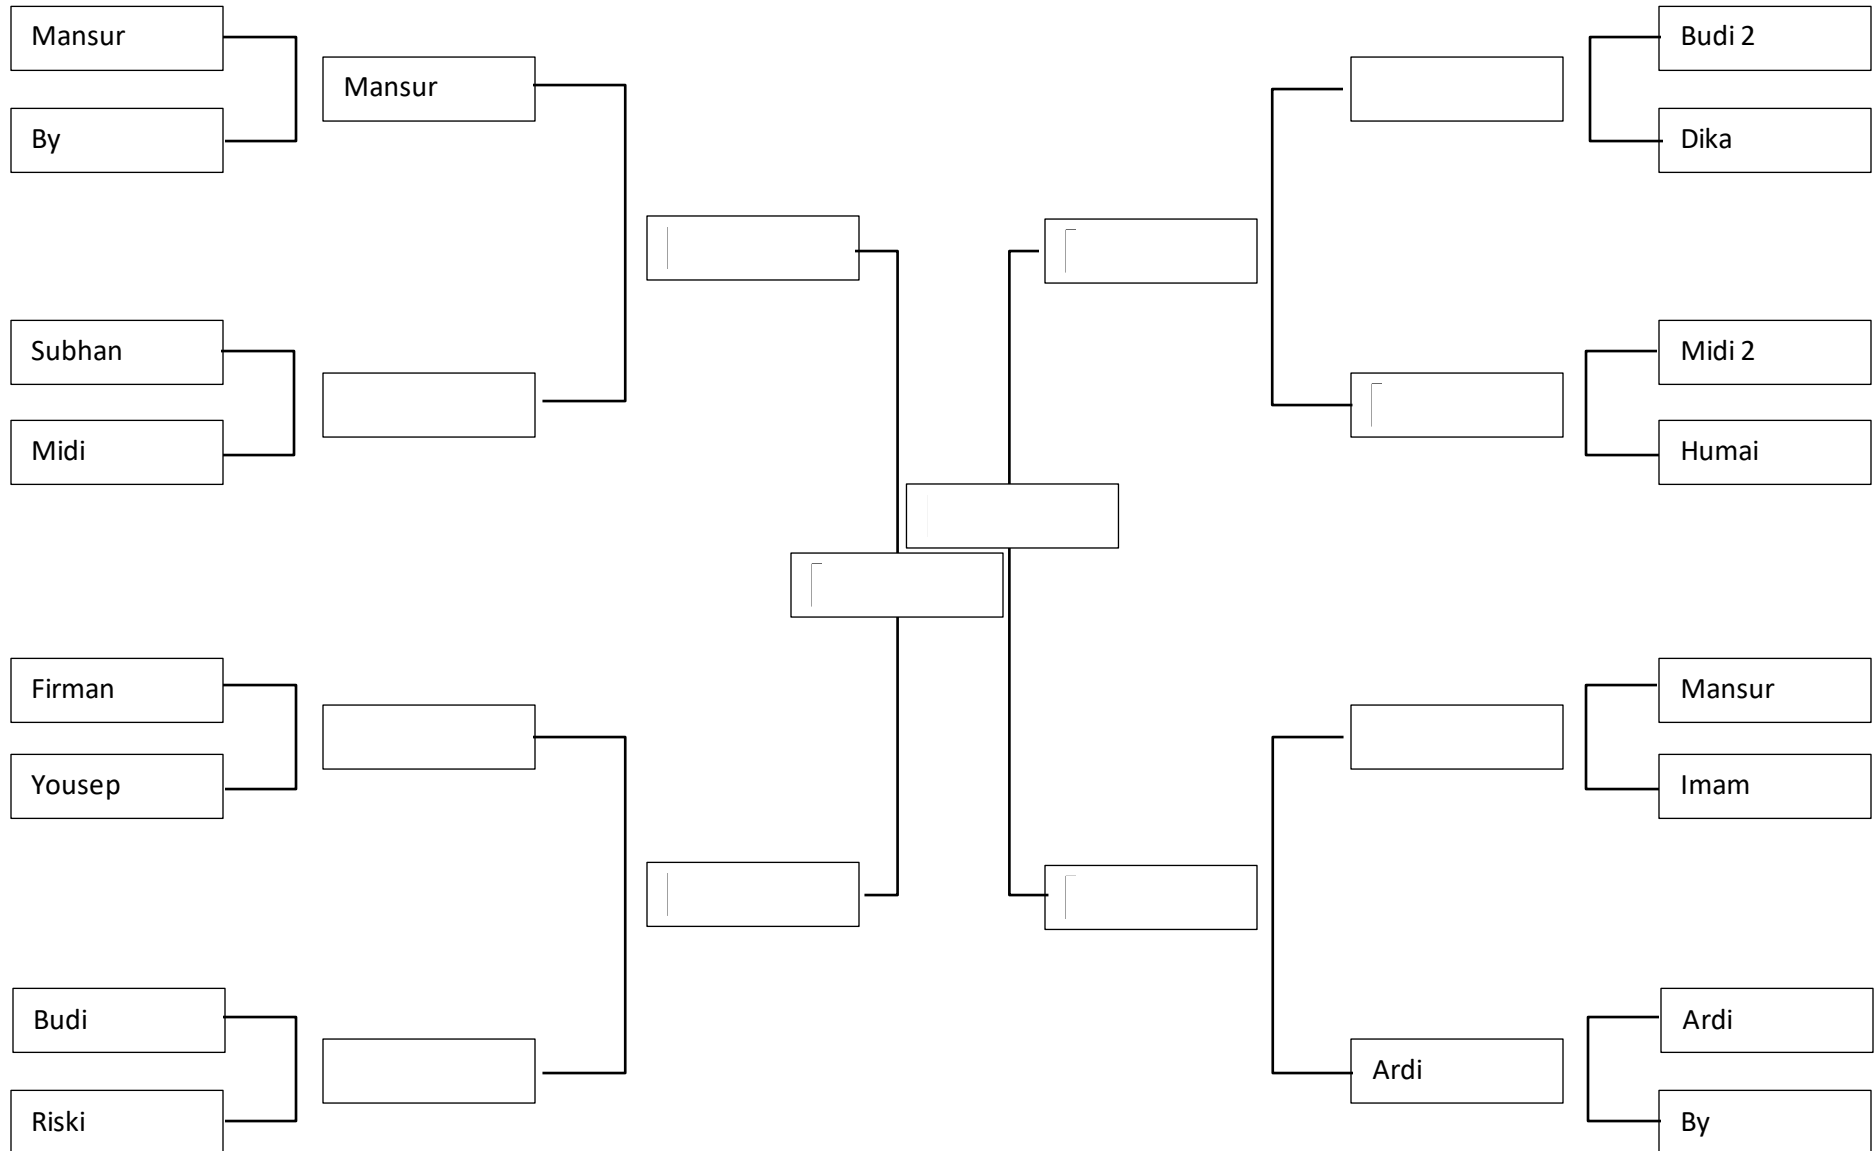 Mansur
Budi 2
Mansur
By
Dika
Subhan
Midi 2
Midi
Humai
Firman
Mansur
Yousep
Imam
Budi
Ardi
Ardi
Riski
By